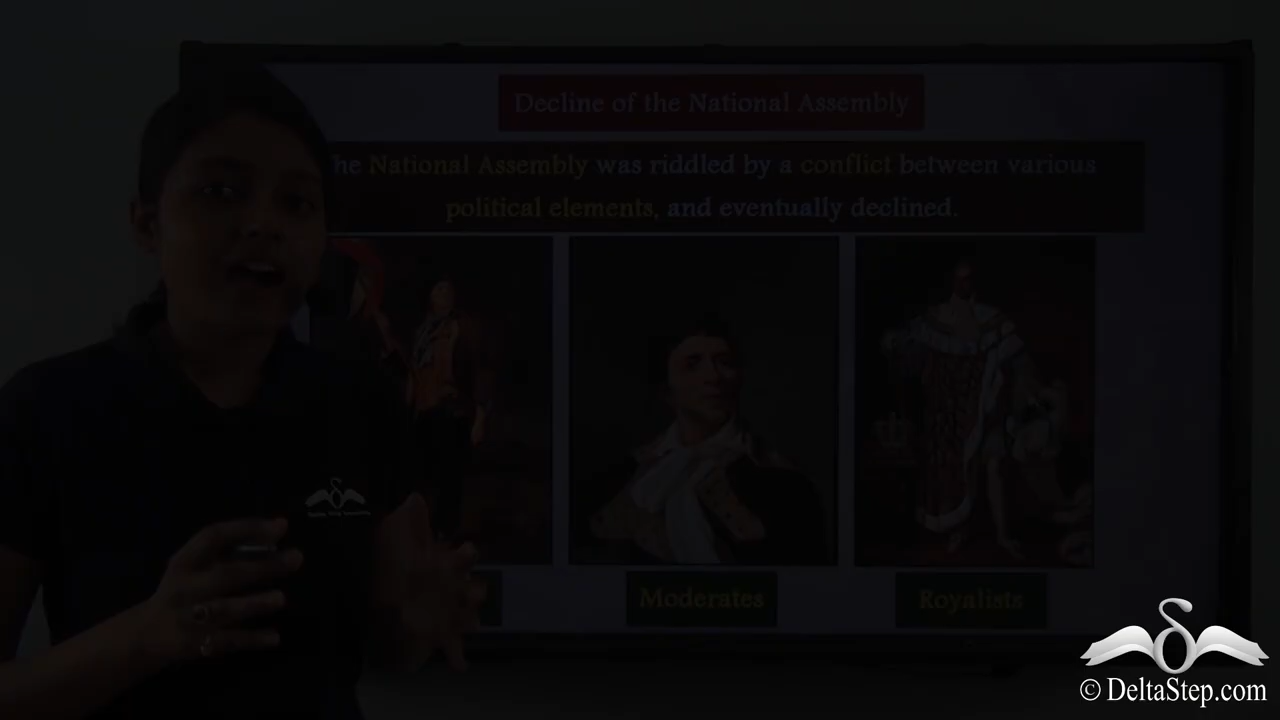 Decline of the National Assembly
he National Assembly was riddled by a conflict between various
political elements, and eventually declined.
Moderates
Royalists
© DeltaStep.com